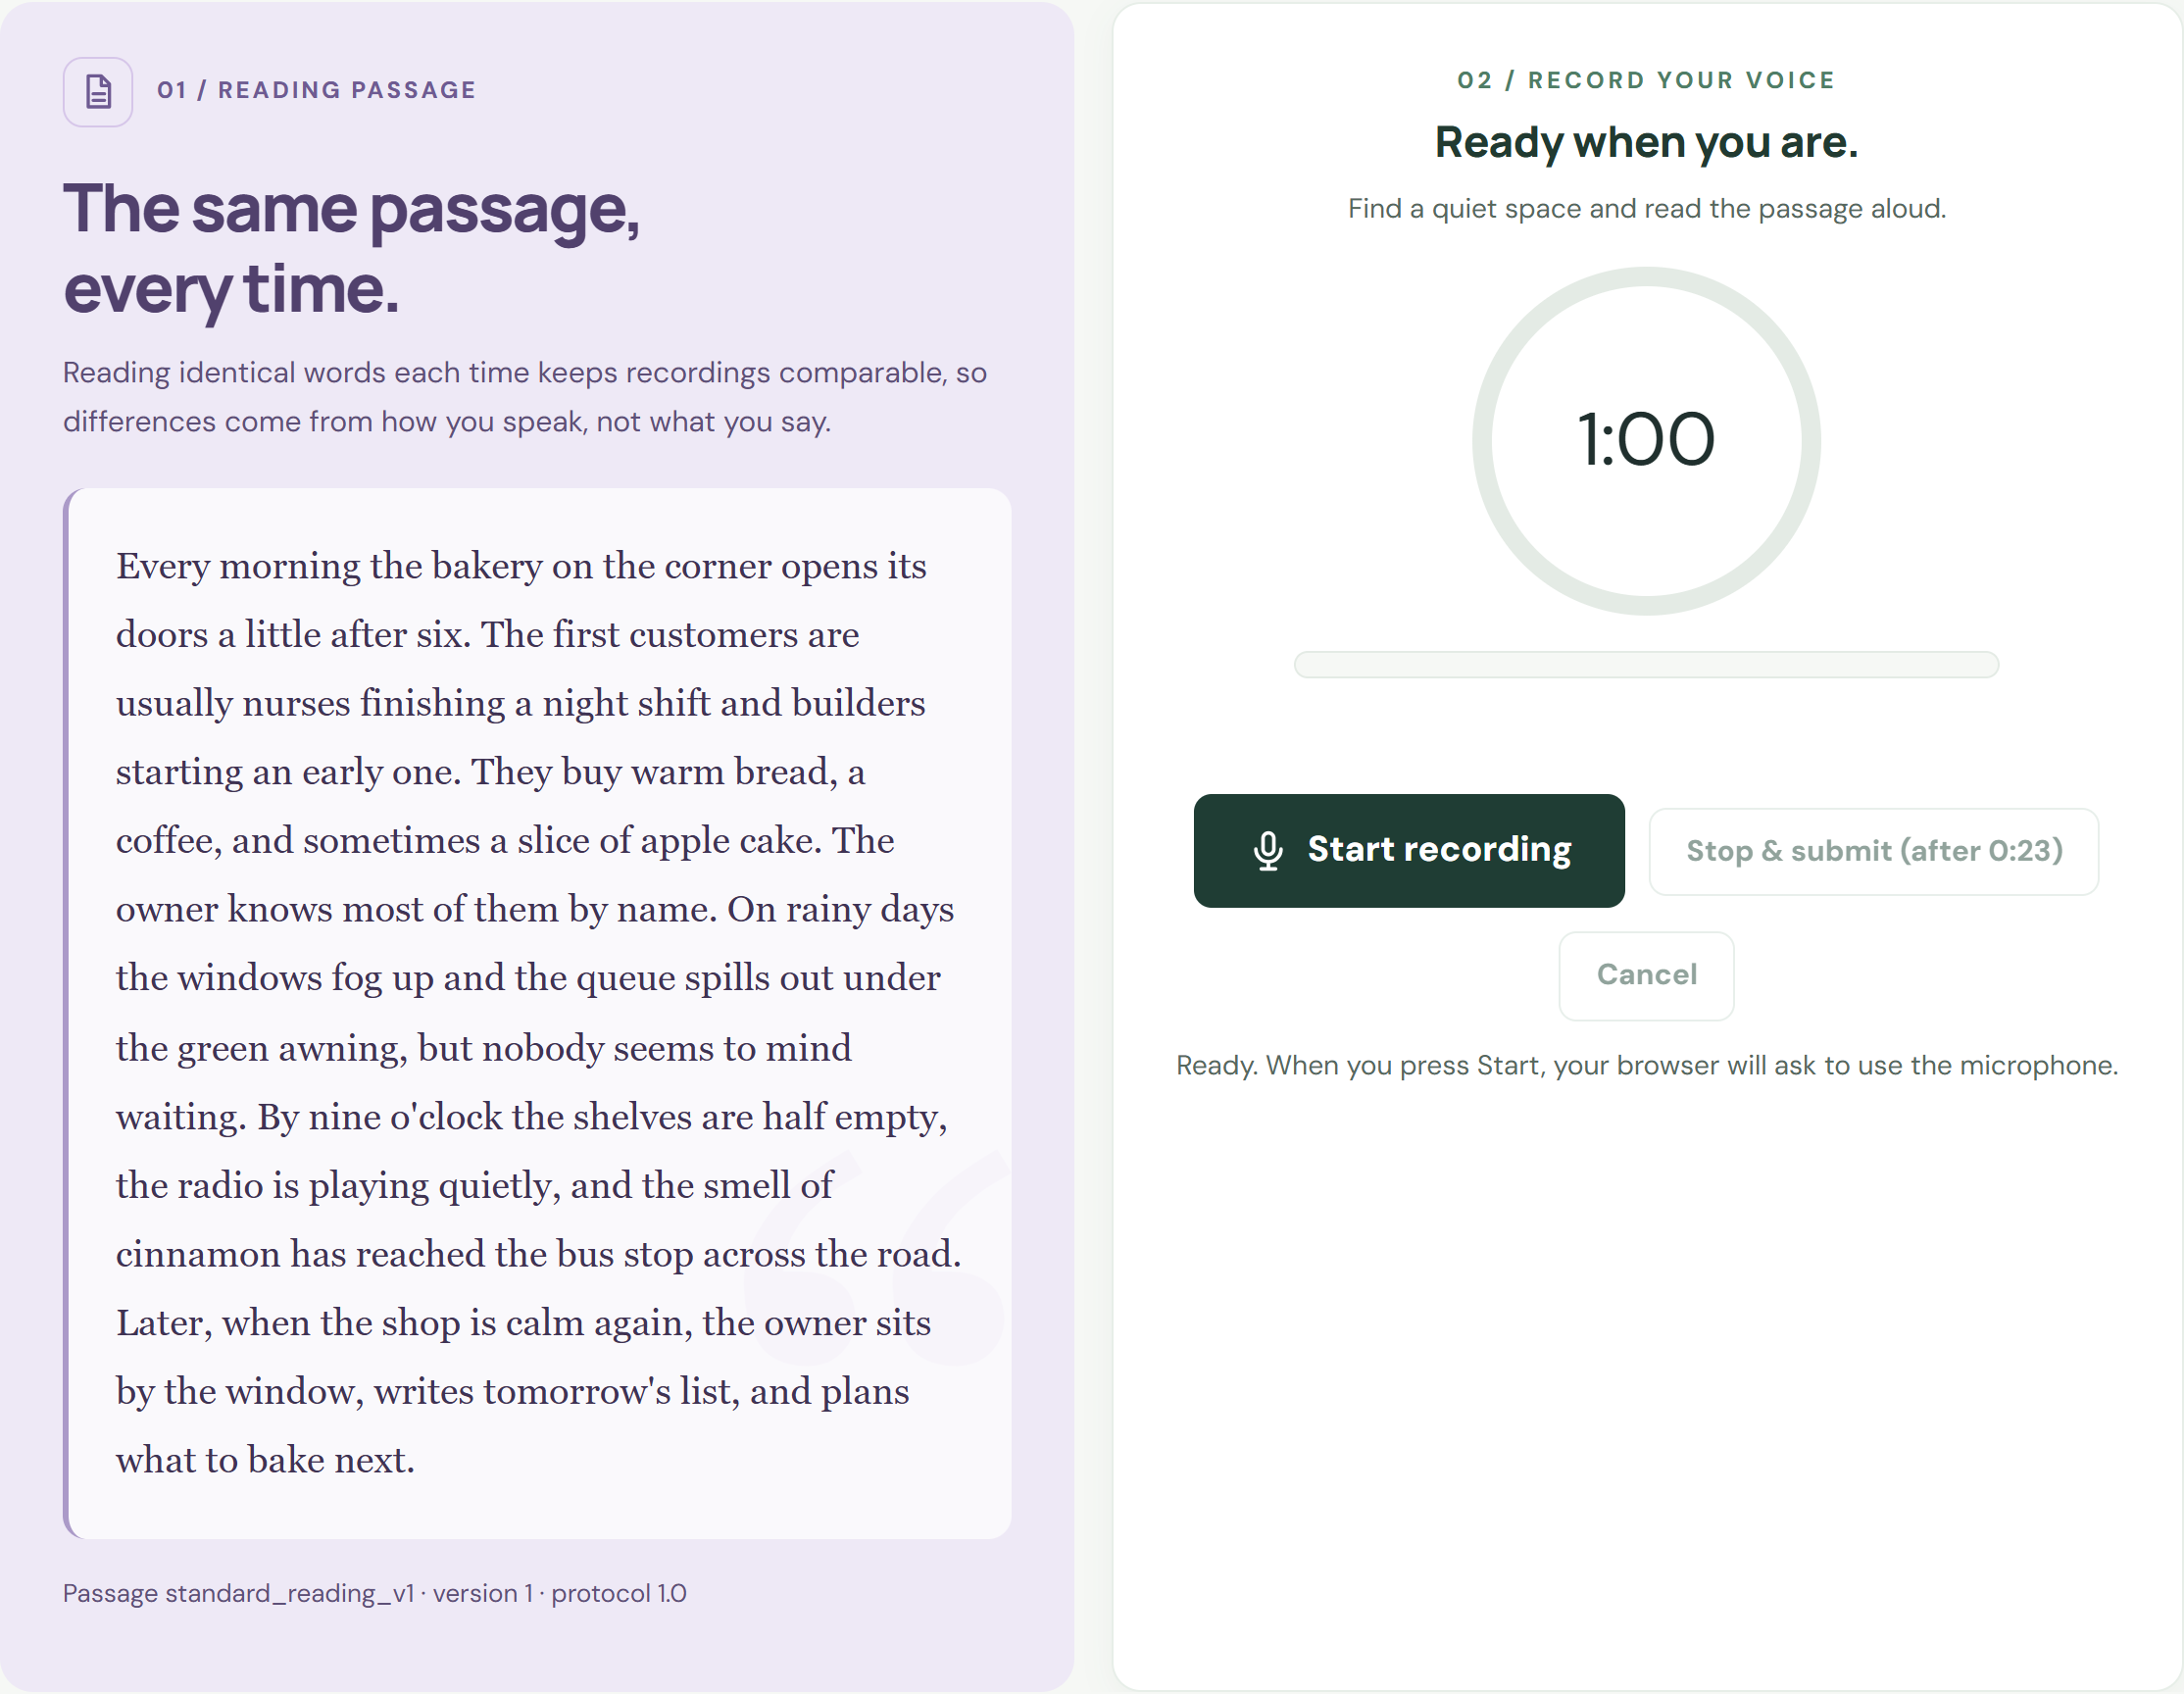 01 / READING PASSAGE
The same passage,
every time.
Reading identical words each time keeps recordings comparable, so
differences come from how you speak, not what you say.
Every morning the bakery on the corner opens its
doors a little after six. The first customers are
usually nurses finishing a night shift and builders
starting an early one. They buy warm bread, a
coffee, and sometimes a slice of apple cake. The
owner knows most of them by name. On rainy days
the windows fog up and the queue spills out under
the green awning, but nobody seems to mind
waiting. By nine o'clock the shelves are half empty,
the radio is playing quietly, and the smell of
cinnamon has reached the bus stop across the road.
Later, when the shop is calm again, the owner sits
by the window, writes tomorrow's list, and plans
what to bake next.
Passage standard_reading_v1 · version 1 · protocol 1.0
02 / RECORD YOUR VOICE
Ready when you are.
Find a quiet space and read the passage aloud.
1:00
Start recording
Stop & submit (after 0:23)
Cancel
Ready. When you press Start, your browser will ask to use the microphone.